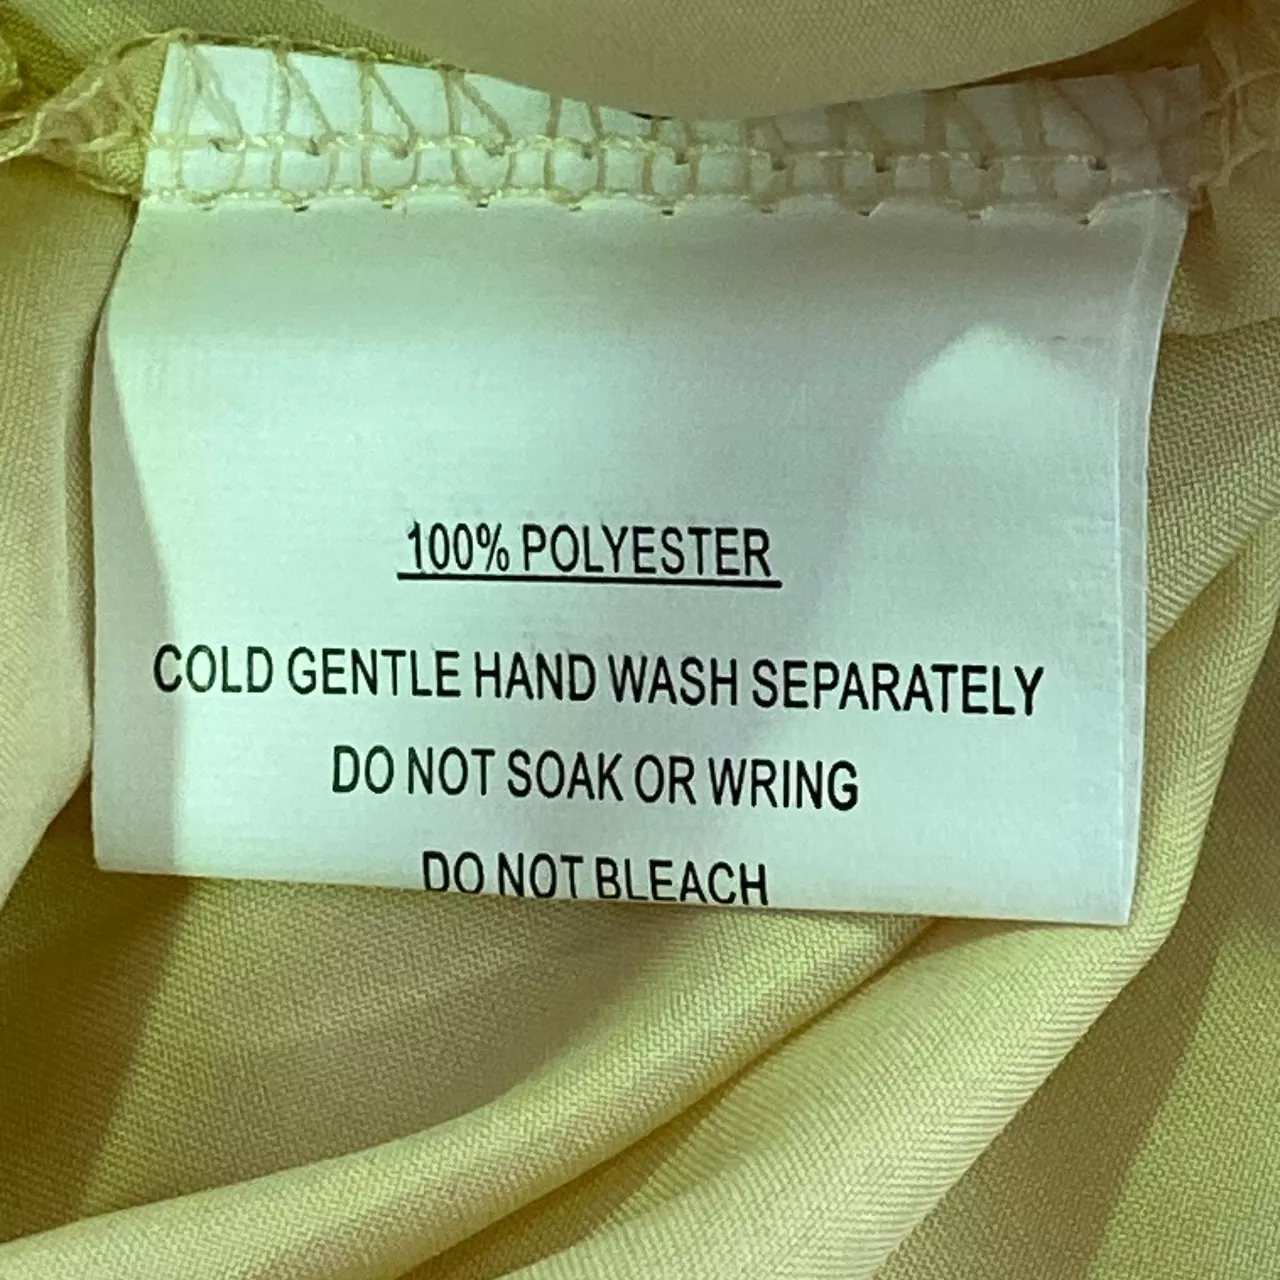 100% POLYESTER
COLD GENTLE HAND WASH SEPARATELY
DO NOT SOAK OR WRING
DO NOT BLEACH